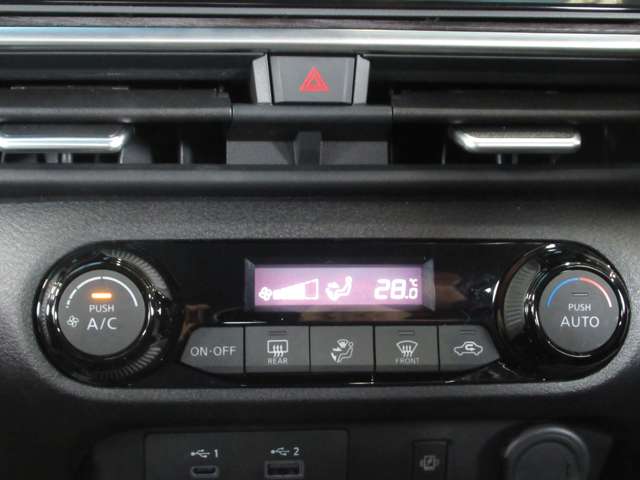 28.0°C
PUSH
A/C
PUSH
AUTO
ON·OFF
REAR
FRONT
1
2